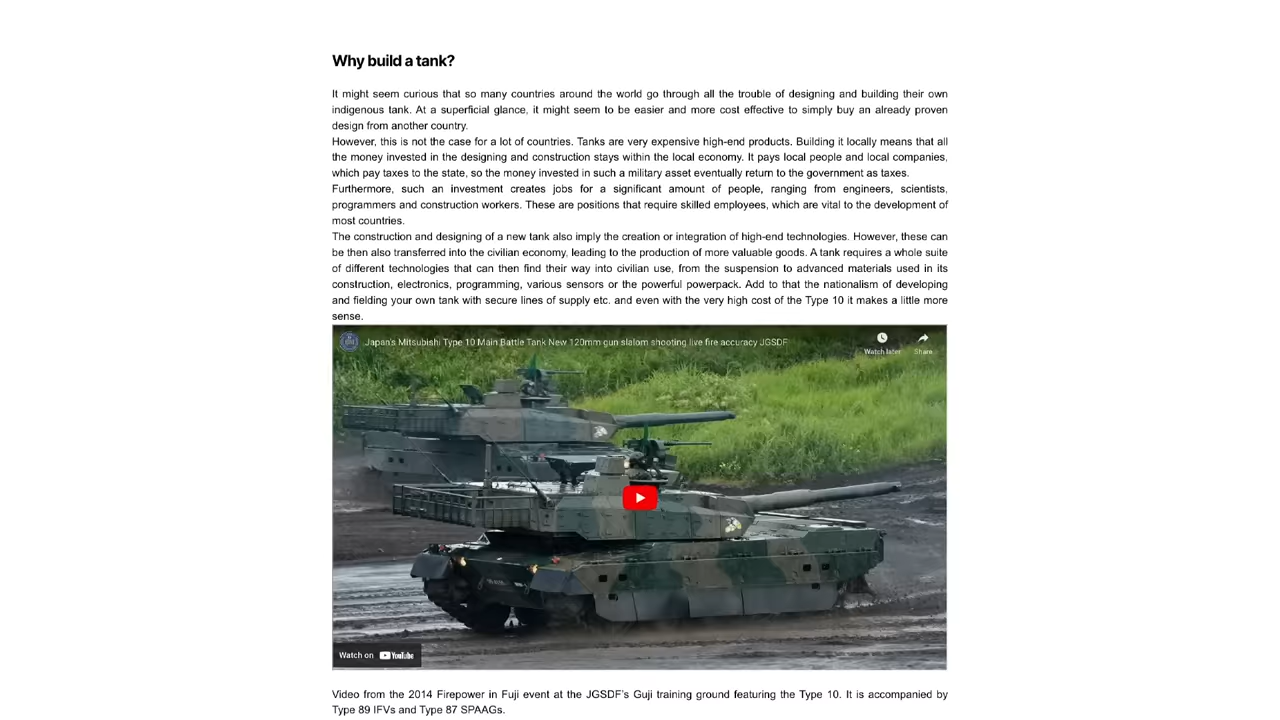 Why build a tank?
It might seem curious that so many countries around the world go through all the trouble of designing and building their own
indigenous tank. At a superficial glance, it might seem to be easier and more cost effective to simply buy an already proven
design from another country.
However, this is not the case for a lot of countries. Tanks are very expensive high-end products. Building it locally means that all
the money invested in the designing and construction stays within the local economy. It pays local people and local companies,
which pay taxes to the state, so the money invested in such a military asset eventually return to the government as taxes.
Furthermore, such an investment creates jobs for a significant amount of people, ranging from engineers, scientists,
programmers and construction workers. These are positions that require skilled employees, which are vital to the development of
most countries.
The construction and designing of a new tank also imply the creation or integration of high-end technologies. However, these can
be then also transferred into the civilian economy, leading to the production of more valuable goods. A tank requires a whole suite
of different technologies that can then find their way into civilian use, from the suspension to advanced materials used in its
construction, electronics, programming, various sensors or the powerful powerpack. Add to that the nationalism of developing
and fielding your own tank with secure lines of supply etc. and even with the very high cost of the Type 10 it makes a little more
sense.
Japan's Mitsubishi Type 10 Main Battle Tank New 120mm gun slalom shooting live fire accuracy JGSDF
Watch later
Share
Watch on YouTube
Video from the 2014 Firepower in Fuji event at the JGSDF's Guji training ground featuring the Type 10. It is accompanied by
Type 89 IFVs and Type 87 SPAAGs.